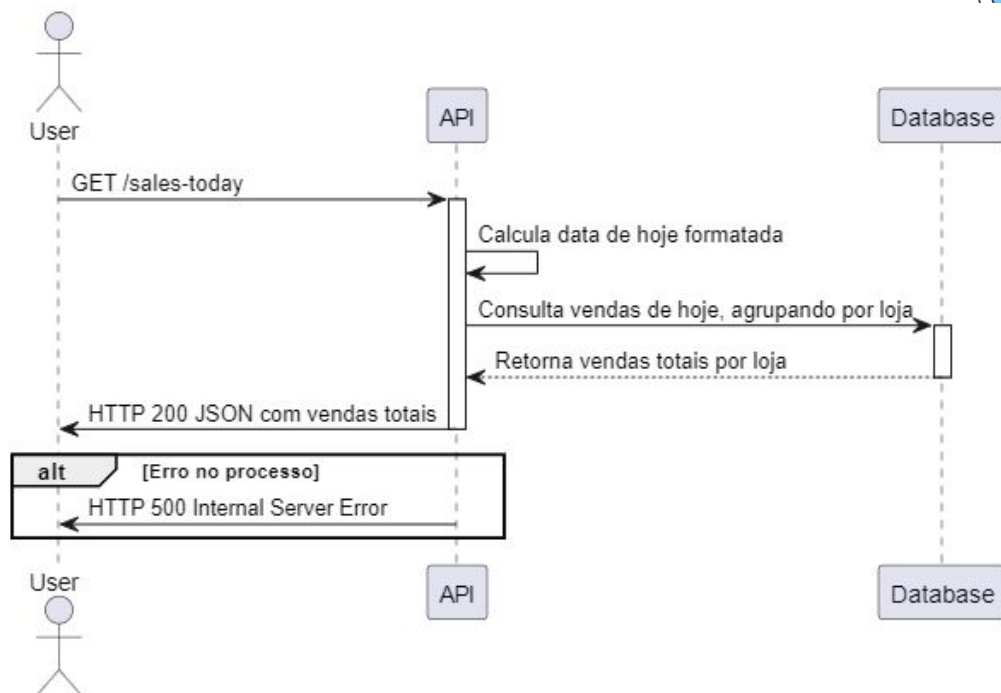 User
API
Database
GET /sales-today
Calcula data de hoje formatada
Consulta vendas de hoje, agrupando por loja
Retorna vendas totais por loja
HTTP 200 JSON com vendas totais
alt
[Erro no processo]
HTTP 500 Internal Server Error
User
API
Database